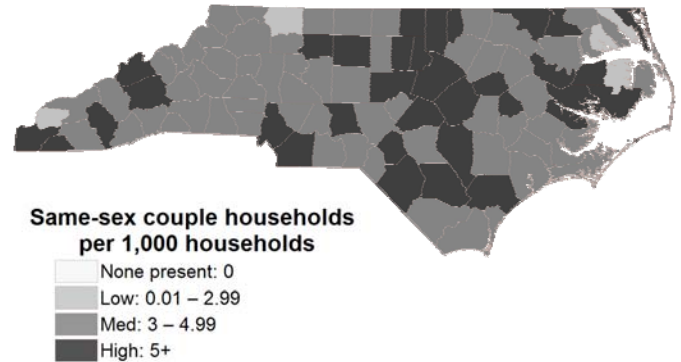 Same-sex couple households
per 1,000 households
None present: 0
Low: 0.01 – 2.99
Med: 3 – 4.99
High: 5+